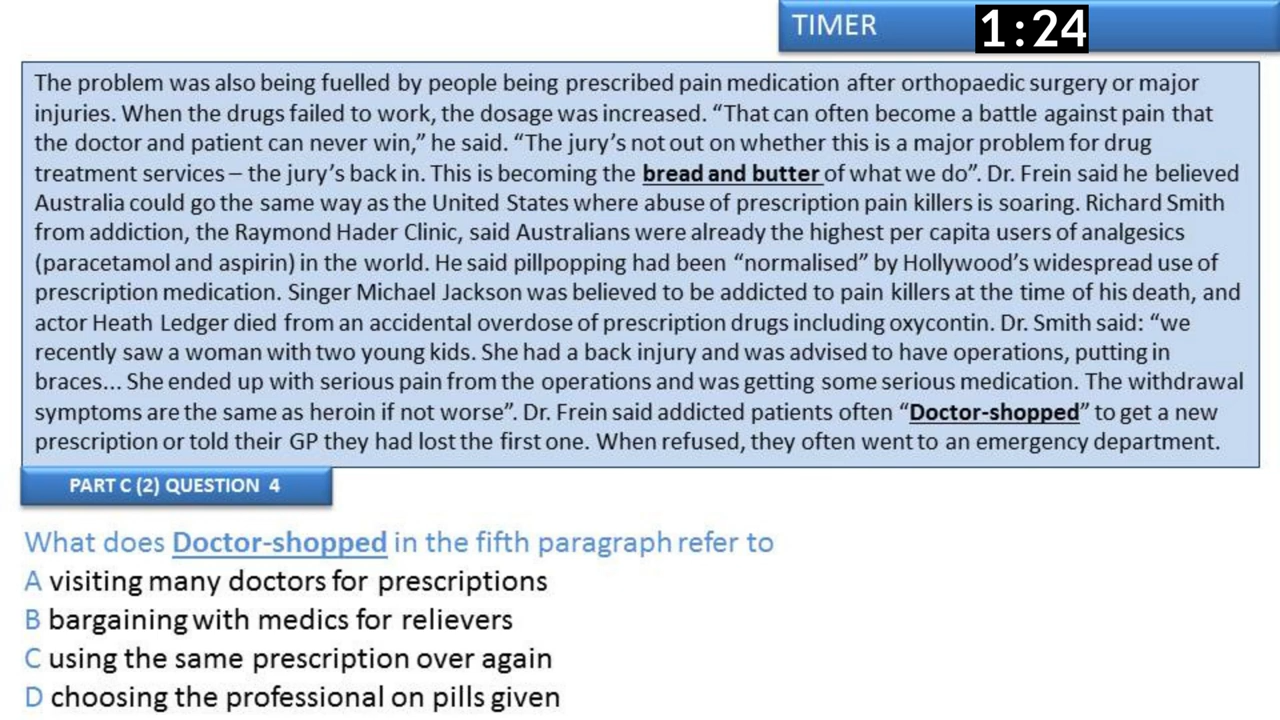 TIMER 1:24
The problem was also being fuelled by people being prescribed pain medication after orthopaedic surgery or major
injuries. When the drugs failed to work, the dosage was increased. “That can often become a battle against pain that
the doctor and patient can never win,” he said. “The jury’s not out on whether this is a major problem for drug
treatment services – the jury’s back in. This is becoming the bread and butter of what we do”. Dr. Frein said he believed
Australia could go the same way as the United States where abuse of prescription pain killers is soaring. Richard Smith
from addiction, the Raymond Hader Clinic, said Australians were already the highest per capita users of analgesics
(paracetamol and aspirin) in the world. He said pillpopping had been “normalised” by Hollywood’s widespread use of
prescription medication. Singer Michael Jackson was believed to be addicted to pain killers at the time of his death, and
actor Heath Ledger died from an accidental overdose of prescription drugs including oxycontin. Dr. Smith said: “we
recently saw a woman with two young kids. She had a back injury and was advised to have operations, putting in
braces... She ended up with serious pain from the operations and was getting some serious medication. The withdrawal
symptoms are the same as heroin if not worse”. Dr. Frein said addicted patients often “Doctor-shopped” to get a new
prescription or told their GP they had lost the first one. When refused, they often went to an emergency department.
PART C (2) QUESTION 4
What does Doctor-shopped in the fifth paragraph refer to
A visiting many doctors for prescriptions
B bargaining with medics for relievers
C using the same prescription over again
D choosing the professional on pills given